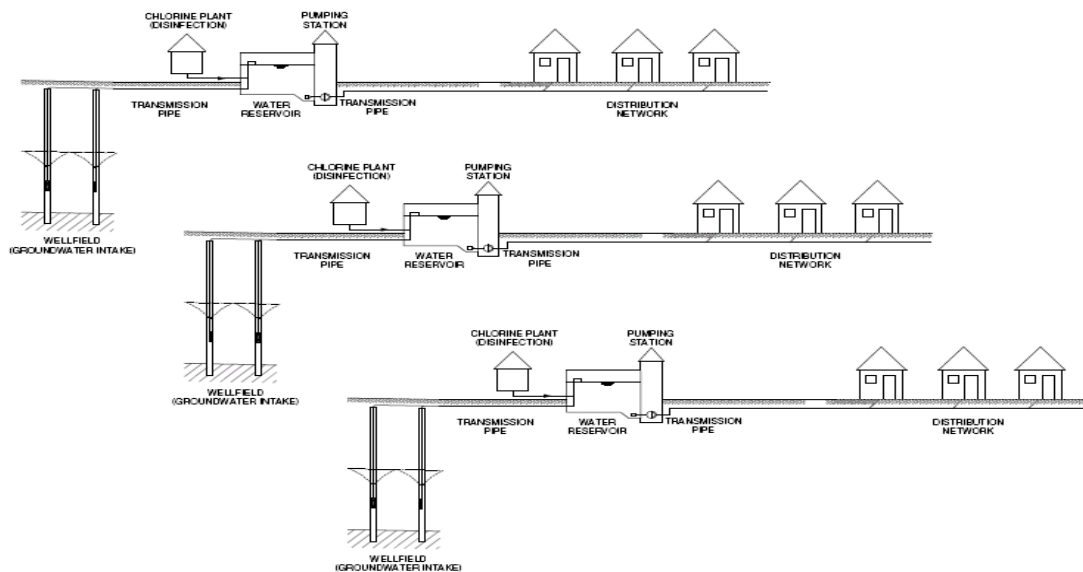 CHLORINE PLANT
(DISINFECTION)
PUMPING
STATION
TRANSMISSION
PIPE
WATER
RESERVOIR
TRANSMISSION
PIPE
DISTRIBUTION
NETWORK
WELLFIELD
(GROUNDWATER INTAKE)
CHLORINE PLANT
(DISINFECTION)
PUMPING
STATION
TRANSMISSION
PIPE
WATER
RESERVOIR
TRANSMISSION
PIPE
DISTRIBUTION
NETWORK
WELLFIELD
(GROUNDWATER INTAKE)
CHLORINE PLANT
(DISINFECTION)
PUMPING
STATION
TRANSMISSION
PIPE
WATER
RESERVOIR
TRANSMISSION
PIPE
DISTRIBUTION
NETWORK
WELLFIELD
(GROUNDWATER INTAKE)